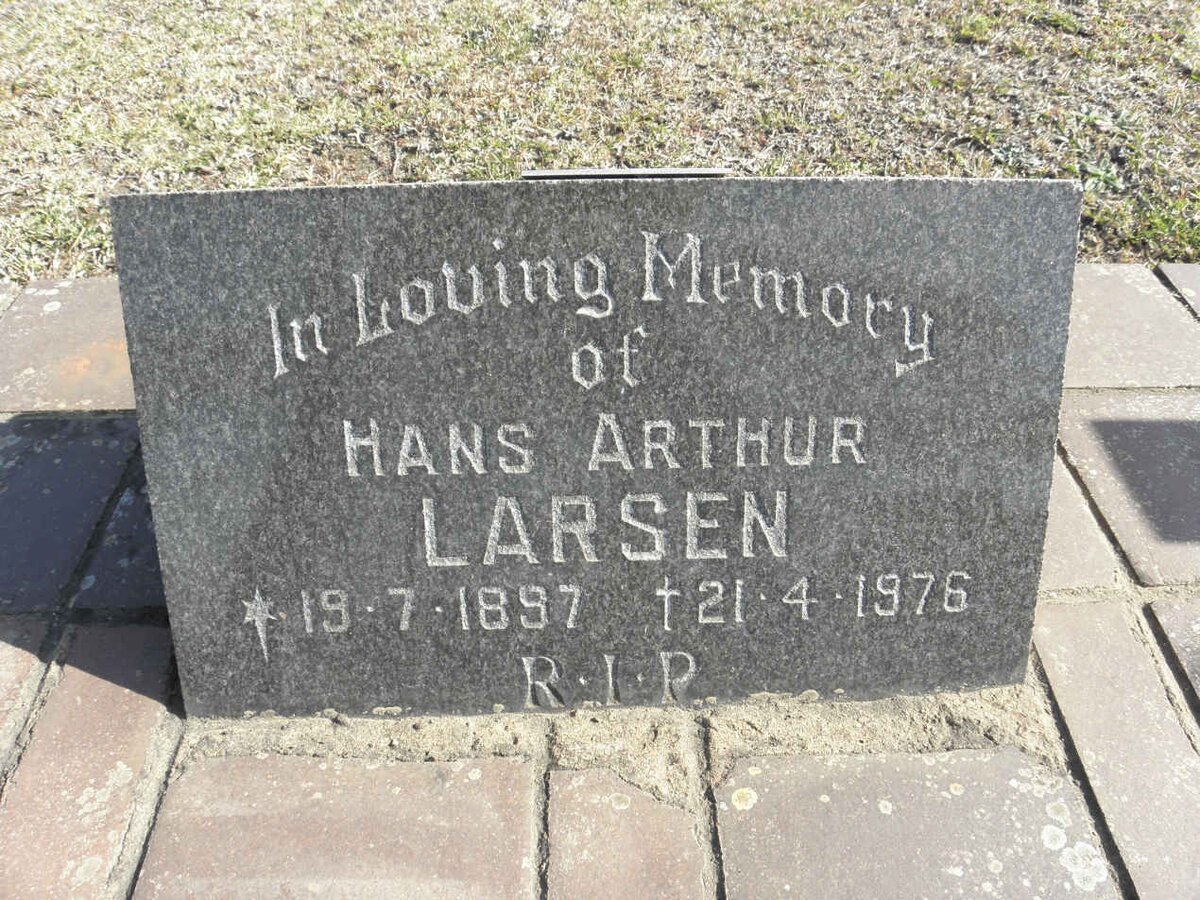 In Loving Memory
of
HANS ARTHUR
LARSEN
19·7·1897 †21·4·1976
R·I·P